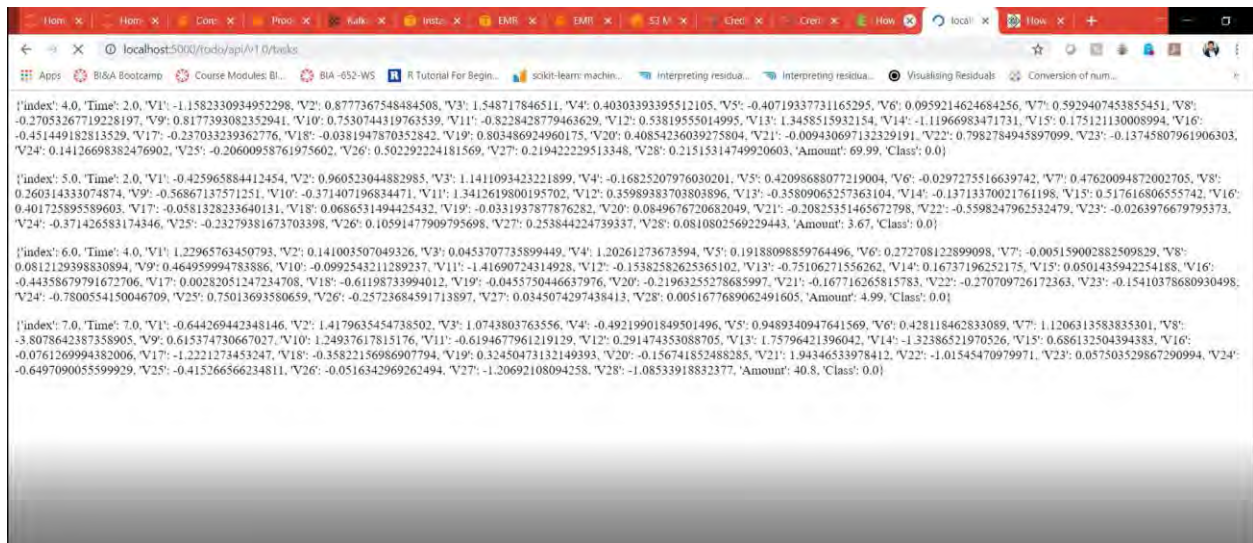 Hom
Hom
Con
Prod
Kafk
Insta
EMR
EMR
S3 M
Cred
Cred
How
local
How
localhost:5000/todo/api/v1.0/tasks
Apps BI&A Bootcamp Course Modules: BI... BIA -652-WS R Tutorial For Begin... scikit-learn: machin... Interpreting residua... Interpreting residua... Visualising Residuals Conversion of num...
{'index': 4.0, 'Time': 2.0, 'V1': -1.1582330934952298, 'V2': 0.8777367548484508, 'V3': 1.548717846511, 'V4': 0.40303393395512105, 'V5': -0.40719337731165295, 'V6': 0.0959214624684256, 'V7': 0.5929407453855451, 'V8':
-0.27053267719228197, 'V9': 0.8177393082352941, 'V10': 0.7530744319763539, 'V11': -0.8228428779463629, 'V12': 0.53819555014995, 'V13': 1.3458515932154, 'V14': -1.11966983471731, 'V15': 0.175121130008994, 'V16':
-0.451449182813529, 'V17': -0.237033239362776, 'V18': -0.0381947870352842, 'V19': 0.803486924960175, 'V20': 0.40854236039275804, 'V21': -0.009430697132329191, 'V22': 0.7982784945897099, 'V23': -0.13745807961906303,
'V24': 0.14126698382476902, 'V25': -0.20600958761975602, 'V26': 0.502292224181569, 'V27': 0.219422229513348, 'V28': 0.21515314749920603, 'Amount': 69.99, 'Class': 0.0}
{'index': 5.0, 'Time': 2.0, 'V1': -0.425965884412454, 'V2': 0.960523044882985, 'V3': 1.1411093423221899, 'V4': -0.16825207976030201, 'V5': 0.42098688077219004, 'V6': -0.0297275516639742, 'V7': 0.47620094872002705, 'V8':
0.260314333074874, 'V9': -0.56867137571251, 'V10': -0.371407196834471, 'V11': 1.3412619800195702, 'V12': 0.35989383703803896, 'V13': -0.35809065257363104, 'V14': -0.13713370021761198, 'V15': 0.517616806555742, 'V16':
0.401725895589603, 'V17': -0.0581328233640131, 'V18': 0.0686531494425432, 'V19': -0.0331937877876282, 'V20': 0.0849676720682049, 'V21': -0.20825351465672798, 'V22': -0.5598247962532479, 'V23': -0.0263976679795373,
'V24': -0.371426583174346, 'V25': -0.23279381673703398, 'V26': 0.10591477909795698, 'V27': 0.253844224739337, 'V28': 0.0810802569229443, 'Amount': 3.67, 'Class': 0.0}
{'index': 6.0, 'Time': 4.0, 'V1': 1.22965763450793, 'V2': 0.141003507049326, 'V3': 0.0453707735899449, 'V4': 1.20261273673594, 'V5': 0.19188098859764496, 'V6': 0.272708122899098, 'V7': -0.005159002882509829, 'V8':
0.0812129398830894, 'V9': 0.464959994783886, 'V10': -0.0992543211289237, 'V11': -1.41690724314928, 'V12': -0.15382582625365102, 'V13': -0.75106271556262, 'V14': 0.16737196252175, 'V15': 0.0501435942254188, 'V16':
-0.44358679791672706, 'V17': 0.0028205124723​4708, 'V18': -0.61198733994012, 'V19': -0.0455750446637976, 'V20': -0.21963255278685997, 'V21': -0.167716265815783, 'V22': -0.270709726172363, 'V23': -0.15410378680930498,
'V24': -0.7800554150046709, 'V25': 0.75013693580659, 'V26': -0.25723684591713897, 'V27': 0.0345074297438413, 'V28': 0.0051677689062491605, 'Amount': 4.99, 'Class': 0.0}
{'index': 7.0, 'Time': 7.0, 'V1': -0.644269442348146, 'V2': 1.4179635454738502, 'V3': 1.0743803763556, 'V4': -0.49219901849501496, 'V5': 0.9489340947641569, 'V6': 0.428118462833089, 'V7': 1.1206313583835301, 'V8':
-3.8078642387358905, 'V9': 0.615374730667027, 'V10': 1.24937617815176, 'V11': -0.6194677961219129, 'V12': 0.291474353088705, 'V13': 1.75796421396042, 'V14': -1.32386521970526, 'V15': 0.686132504394383, 'V16':
-0.0761269994382006, 'V17': -1.2221273453247, 'V18': -0.35822156986907794, 'V19': 0.32450473132149393, 'V20': -0.156741852488285, 'V21': 1.94346533978412, 'V22': -1.01545470979971, 'V23': 0.057503529867290994, 'V24':
-0.6497090055599929, 'V25': -0.415266566234811, 'V26': -0.0516342969262494, 'V27': -1.20692108094258, 'V28': -1.08533918832377, 'Amount': 40.8, 'Class': 0.0}